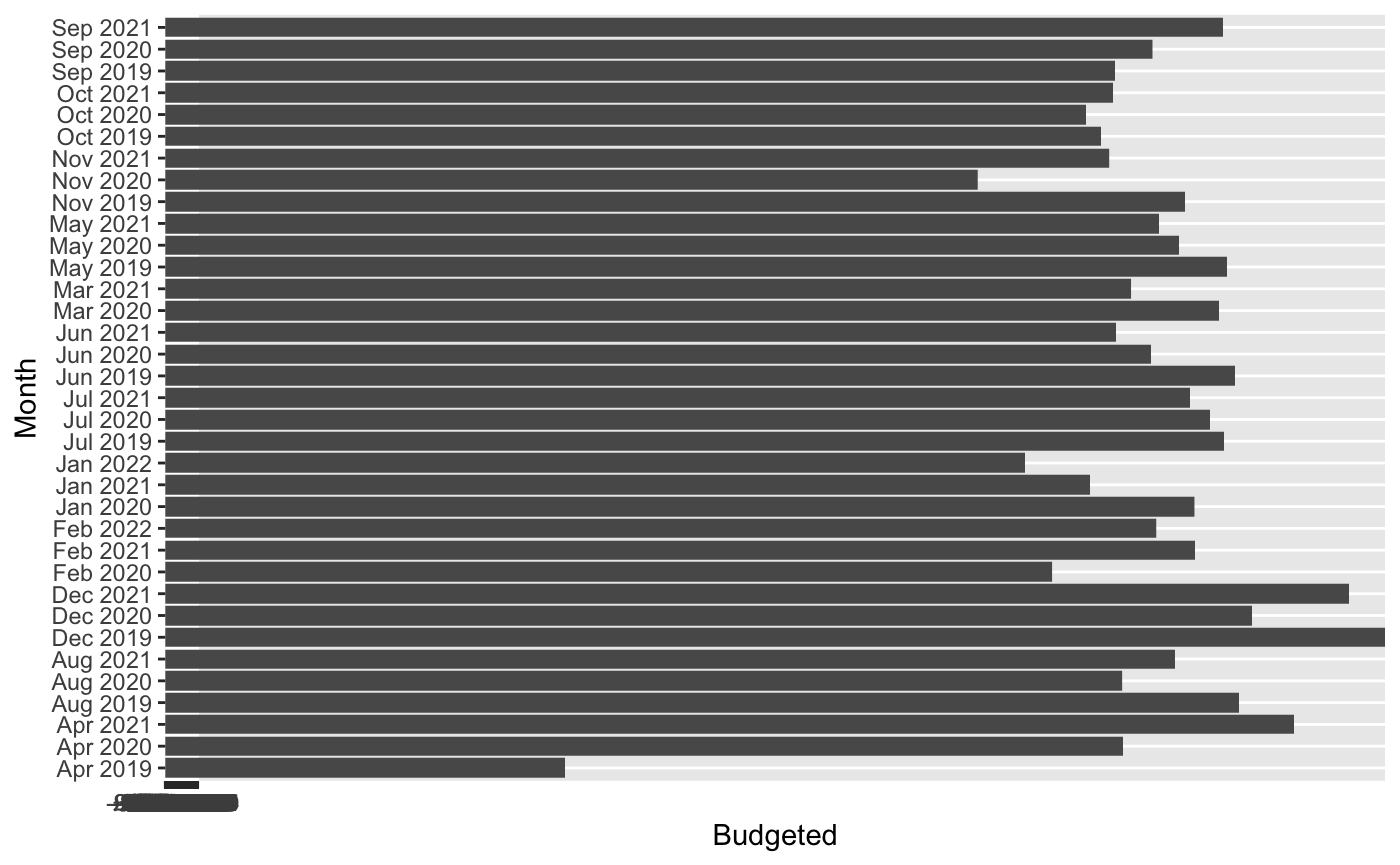 Sep 2021
Sep 2020
Sep 2019
Oct 2021
Oct 2020
Oct 2019
Nov 2021
Nov 2020
Nov 2019
May 2021
May 2020
May 2019
Mar 2021
Mar 2020
Jun 2021
Jun 2020
Jun 2019
Jul 2021
Jul 2020
Jul 2019
Jan 2022
Jan 2021
Jan 2020
Feb 2022
Feb 2021
Feb 2020
Dec 2021
Dec 2020
Dec 2019
Aug 2021
Aug 2020
Aug 2019
Apr 2021
Apr 2020
Apr 2019
Month
Budgeted